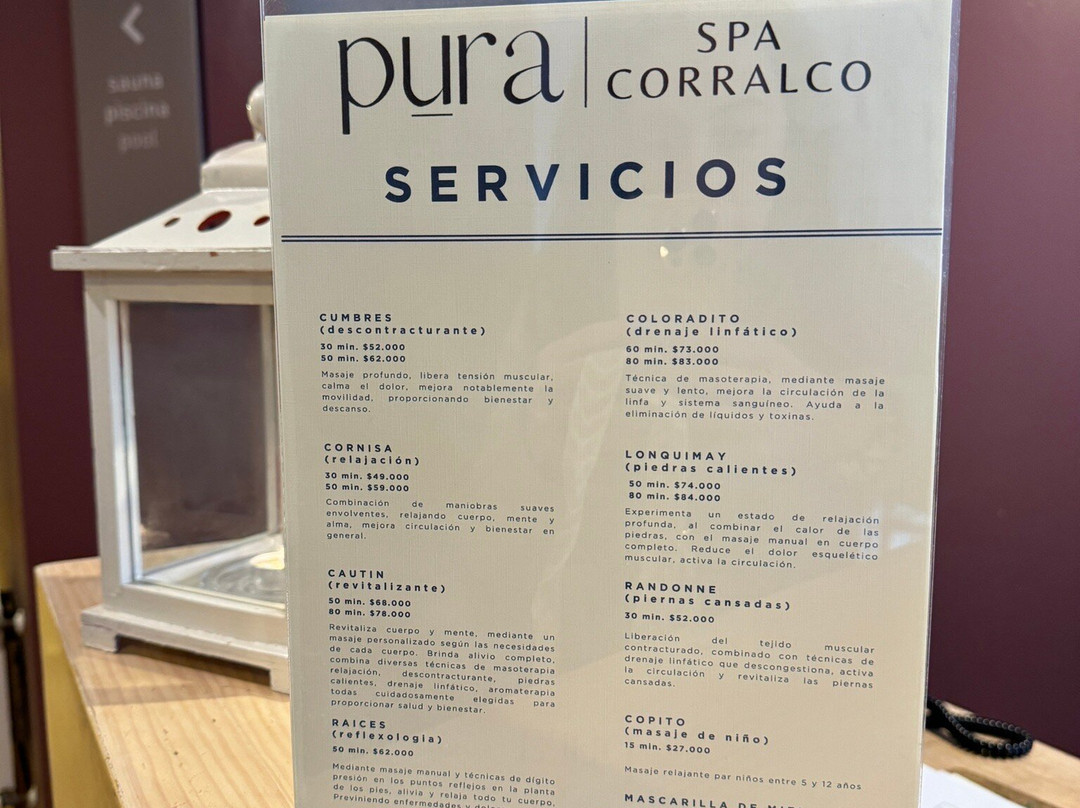 sauna
piscina
pool
pura
SPA
CORRALCO
SERVICIOS
CUMBRES
(descontracturante)
30 min. $52.000
50 min. $62.000
Masaje profundo, libera tensión muscular,
calma el dolor, mejora notablemente la
movilidad, proporcionando bienestar y
descanso.
CORNISA
(relajación)
30 min. $49.000
50 min. $59.000
Combinación de maniobras suaves
envolventes, relajando cuerpo, mente y
alma, mejora circulación y bienestar en
general.
CAUTIN
(revitalizante)
50 min. $68.000
80 min. $78.000
Revitaliza cuerpo y mente, mediante un
masaje personalizado según las necesidades
de cada cuerpo. Brinda alivio completo,
combina diversas técnicas de masoterapia
relajación, descontracturante, piedras
calientes, drenaje linfático, aromaterapia
todas cuidadosamente elegidas para
proporcionar salud y bienestar.
RAICES
(reflexologia)
50 min. $62.000
Mediante masaje manual y técnicas de dígito
presión en los puntos reflejos en la planta
de los pies, alivia y relaja todo tu cuerpo,
Previniendo enfermedades y
COLORADITO
(drenaje linfático)
60 min. $73.000
80 min. $83.000
Técnica de masoterapia, mediante masaje
suave y lento, mejora la circulación de la
linfa y sistema sanguíneo. Ayuda a la
eliminación de líquidos y toxinas.
LONQUIMAY
(piedras calientes)
50 min. $74.000
80 min. $84.000
Experimenta un estado de relajación
profunda, al combinar el calor de las
piedras, con el masaje manual en cuerpo
completo. Reduce el dolor esquelético
muscular, activa la circulación.
RANDONNE
(piernas cansadas)
30 min. $52.000
Liberación del tejido muscular
contracturado, combinado con técnicas de
drenaje linfático que descongestiona, activa
la circulación y revitaliza las piernas
cansadas.
COPITO
(masaje de niño)
15 min. $27.000
Masaje relajante par niños entre 5 y 12 años
MASCARILLA DE